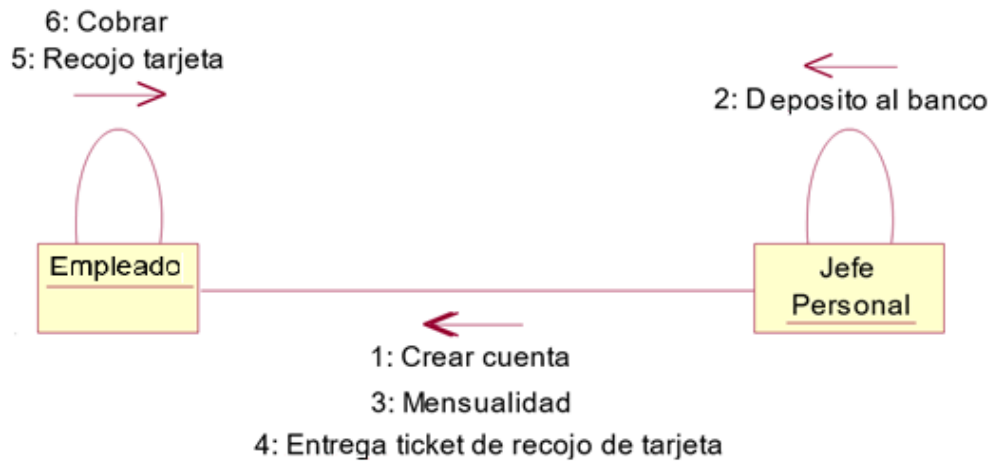 6: Cobrar
5: Recojo tarjeta
2: Deposito al banco
Empleado
Jefe
Personal
1: Crear cuenta
3: Mensualidad
4: Entrega ticket de recojo de tarjeta